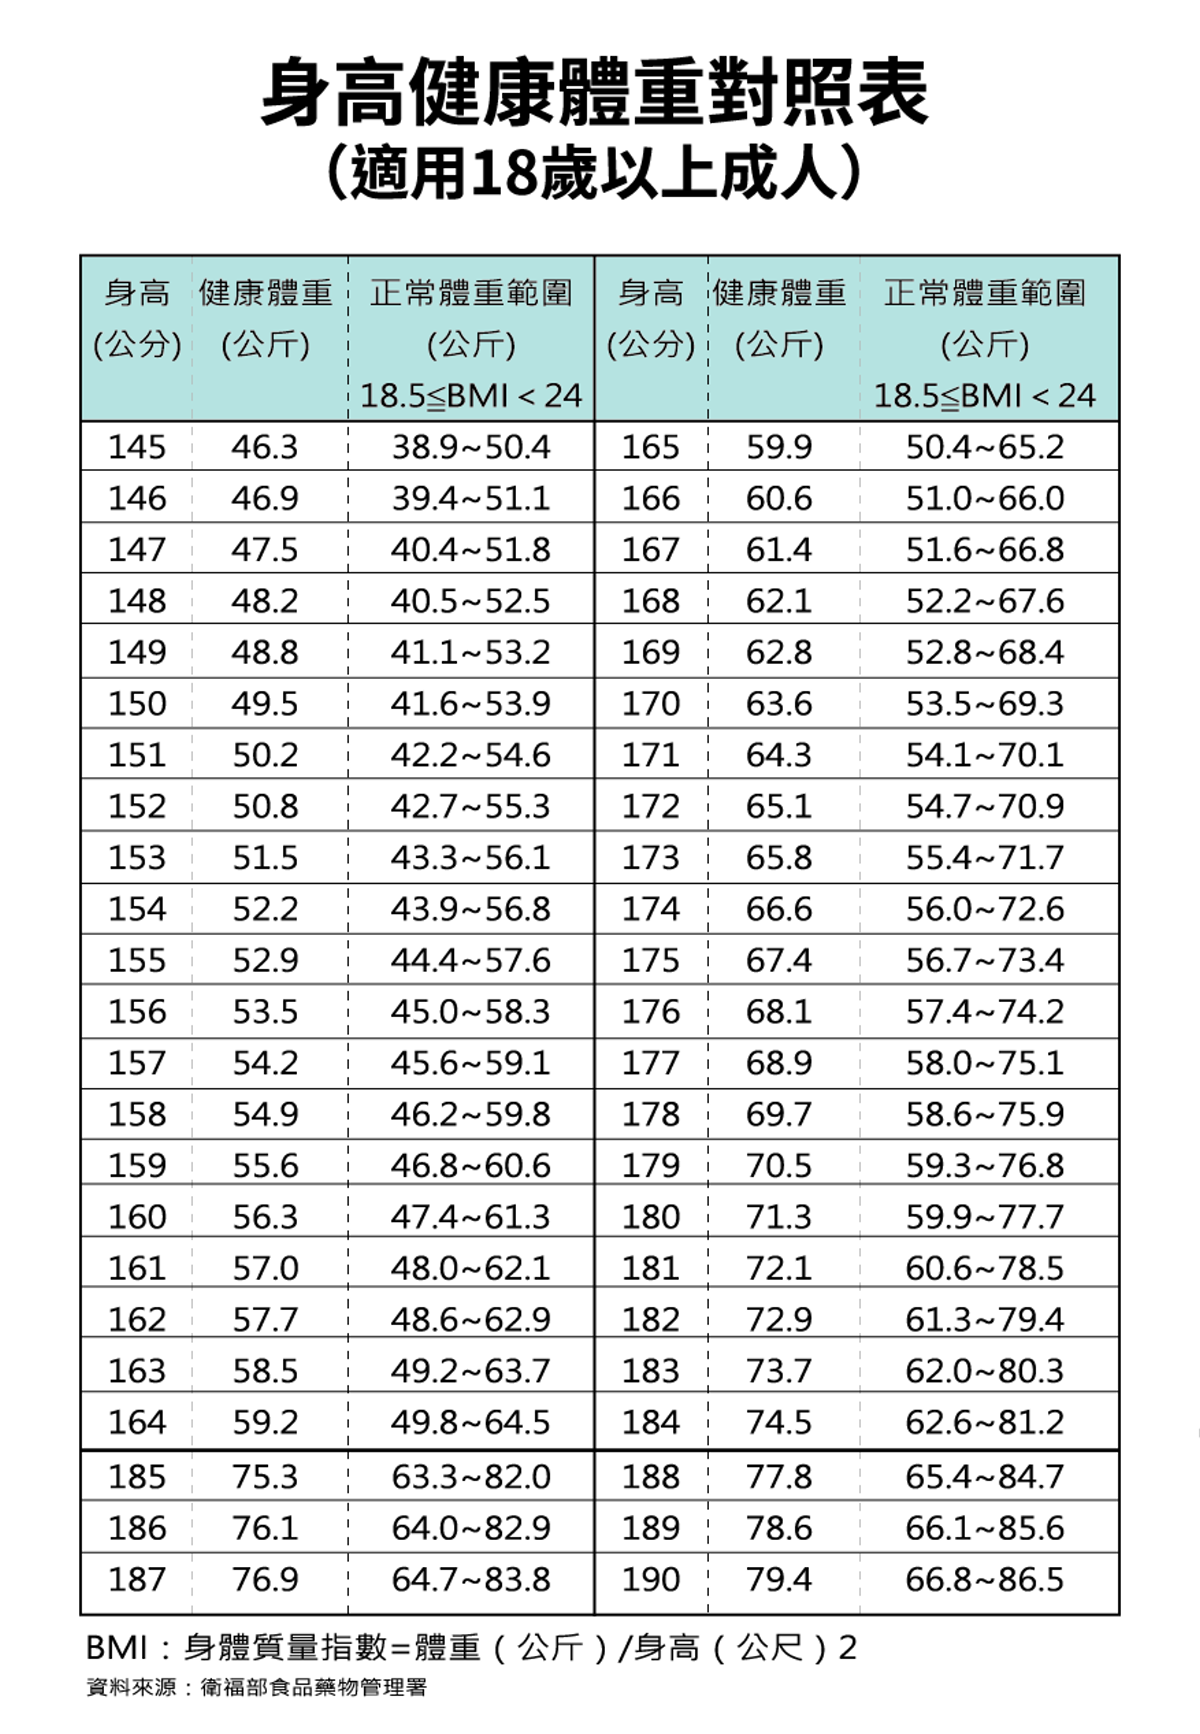 身高健康體重對照表
（適用18歲以上成人）
身高 健康體重 正常體重範圍 身高 健康體重 正常體重範圍
(公分) (公斤) (公斤) (公分) (公斤) (公斤)
18.5≦BMI＜24 18.5≦BMI＜24
145 46.3 38.9~50.4 165 59.9 50.4~65.2
146 46.9 39.4~51.1 166 60.6 51.0~66.0
147 47.5 40.4~51.8 167 61.4 51.6~66.8
148 48.2 40.5~52.5 168 62.1 52.2~67.6
149 48.8 41.1~53.2 169 62.8 52.8~68.4
150 49.5 41.6~53.9 170 63.6 53.5~69.3
151 50.2 42.2~54.6 171 64.3 54.1~70.1
152 50.8 42.7~55.3 172 65.1 54.7~70.9
153 51.5 43.3~56.1 173 65.8 55.4~71.7
154 52.2 43.9~56.8 174 66.6 56.0~72.6
155 52.9 44.4~57.6 175 67.4 56.7~73.4
156 53.5 45.0~58.3 176 68.1 57.4~74.2
157 54.2 45.6~59.1 177 68.9 58.0~75.1
158 54.9 46.2~59.8 178 69.7 58.6~75.9
159 55.6 46.8~60.6 179 70.5 59.3~76.8
160 56.3 47.4~61.3 180 71.3 59.9~77.7
161 57.0 48.0~62.1 181 72.1 60.6~78.5
162 57.7 48.6~62.9 182 72.9 61.3~79.4
163 58.5 49.2~63.7 183 73.7 62.0~80.3
164 59.2 49.8~64.5 184 74.5 62.6~81.2
185 75.3 63.3~82.0 188 77.8 65.4~84.7
186 76.1 64.0~82.9 189 78.6 66.1~85.6
187 76.9 64.7~83.8 190 79.4 66.8~86.5
BMI：身體質量指數=體重（公斤）/身高（公尺）2
資料來源：衛福部食品藥物管理署